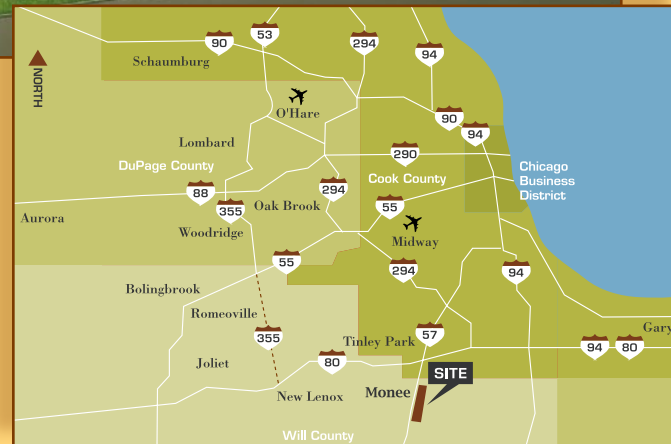 NORTH
53
90
294
94
Schaumburg
O'Hare
90
94
Lombard
290
DuPage County
Cook County
Chicago
Business
District
88
294
355
Oak Brook
55
Aurora
Woodridge
Midway
55
294
94
Bolingbrook
Romeoville
355
Tinley Park
57
Gary
94
80
Joliet
80
SITE
New Lenox
Monee
Will County